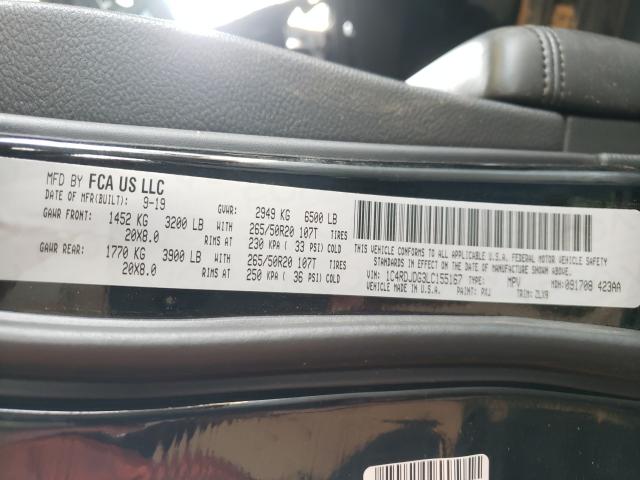 MFD BY FCA US LLC
DATE OF MFR(BUILT): 9-19 GVWR: 2949 KG 6500 LB
GAWR FRONT: 1452 KG 3200 LB WITH 265/50R20 107T TIRES
20X8.0 RIMS AT 230 KPA ( 33 PSI) COLD
GAWR REAR: 1770 KG 3900 LB WITH 265/50R20 107T TIRES
20X8.0 RIMS AT 250 KPA ( 36 PSI) COLD
THIS VEHICLE CONFORMS TO ALL APPLICABLE U.S.A. FEDERAL MOTOR VEHICLE SAFETY
STANDARDS IN EFFECT ON THE DATE OF MANUFACTURE SHOWN ABOVE.
VIN: 1C4RDJDG3LC155167 TYPE: MPV MDH: 091708 423AA
VEHICLE MADE IN U.S.A. PAINT: PXJ TRIM: ZLX9